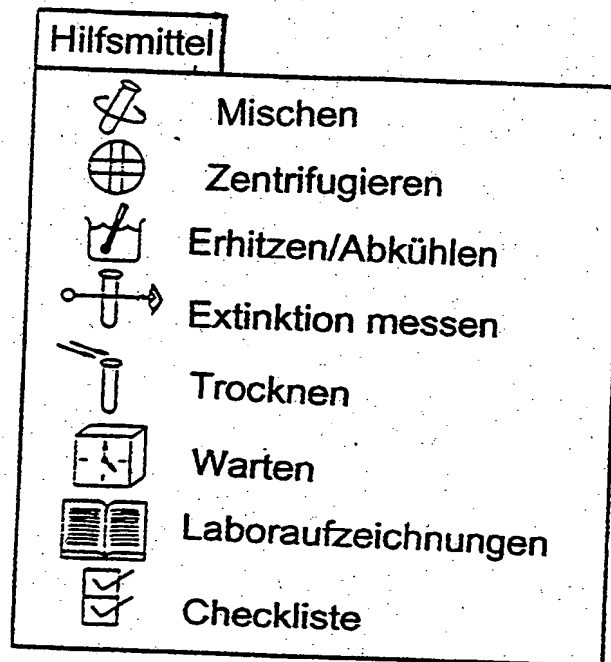 Hilfsmittel
Mischen
Zentrifugieren
Erhitzen/Abkühlen
Extinktion messen
Trocknen
Warten
Laboraufzeichnungen
Checkliste